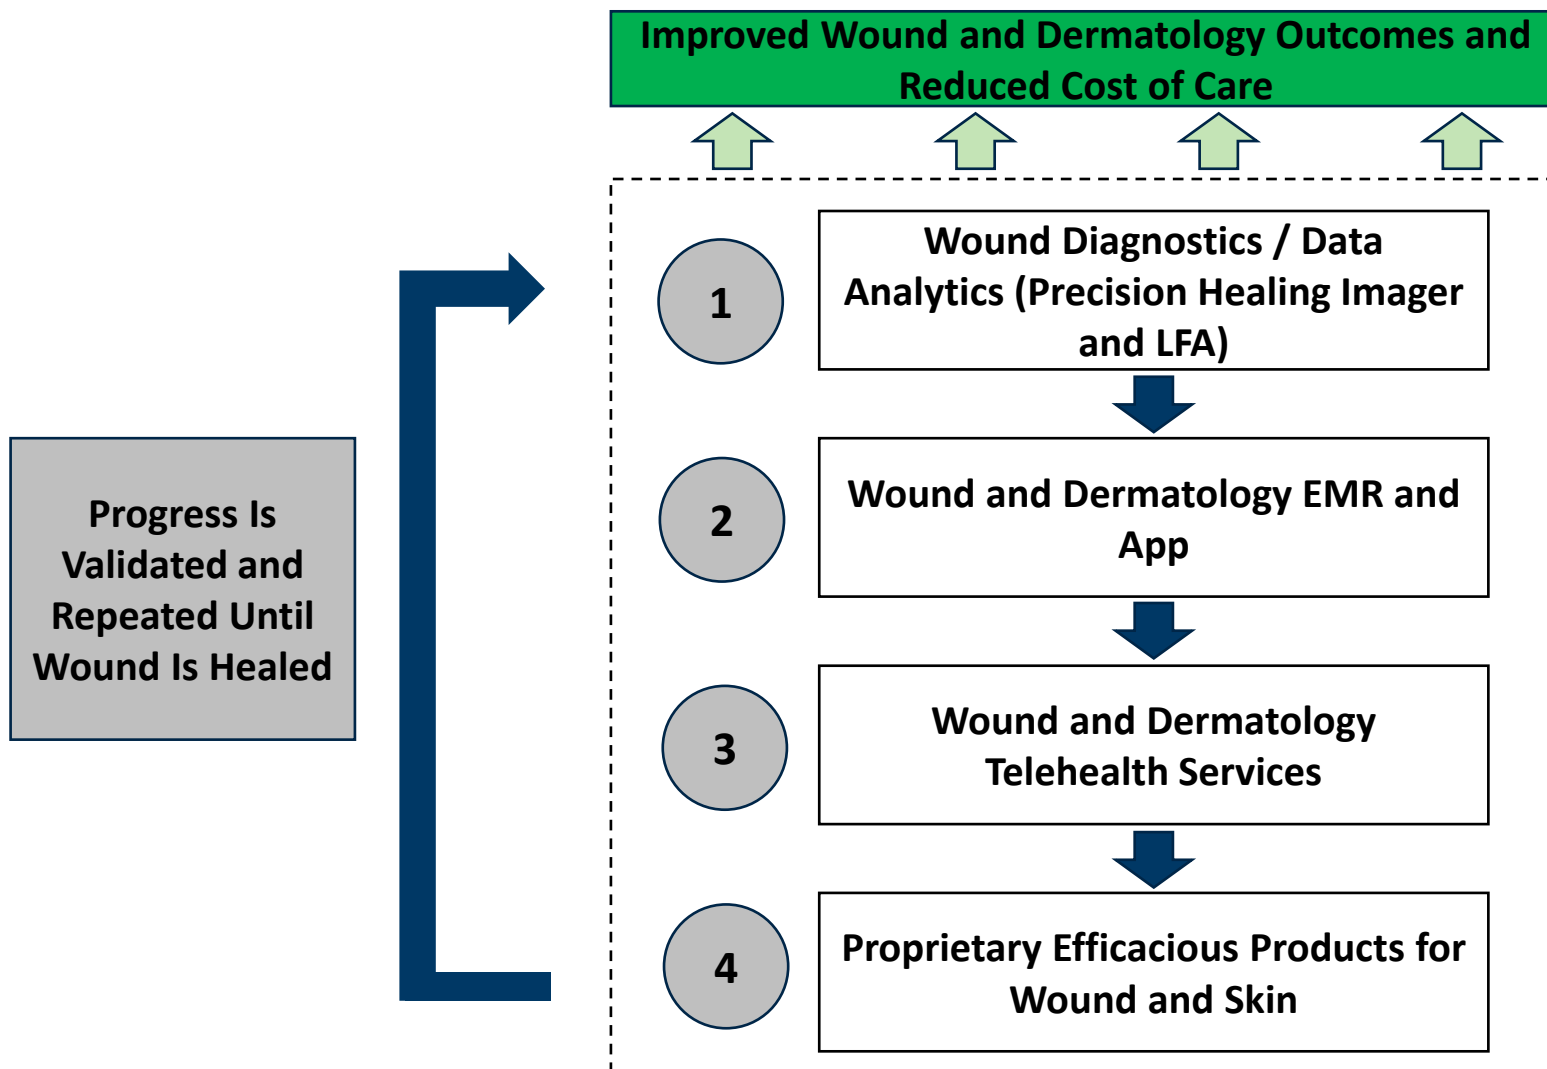 Improved Wound and Dermatology Outcomes and
Reduced Cost of Care
1
Wound Diagnostics / Data
Analytics (Precision Healing Imager
and LFA)
2
Wound and Dermatology EMR and
App
Progress Is
Validated and
Repeated Until
Wound Is Healed
3
Wound and Dermatology
Telehealth Services
4
Proprietary Efficacious Products for
Wound and Skin